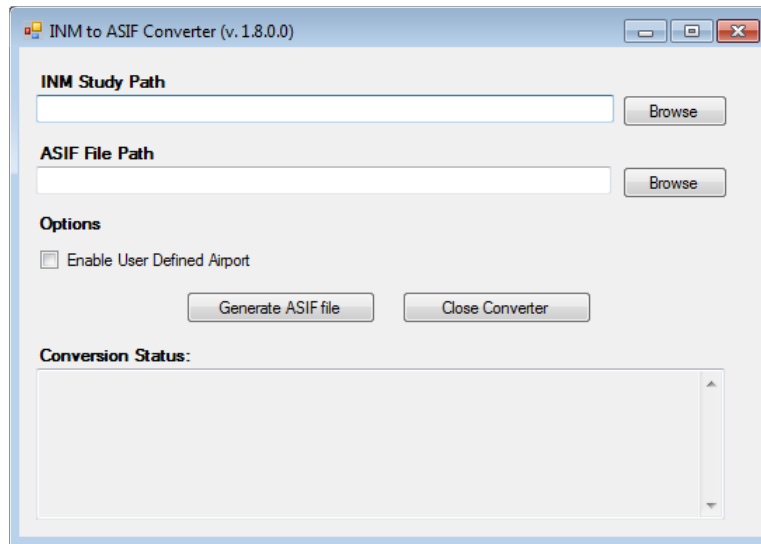 INM to ASIF Converter (v. 1.8.0.0)
INM Study Path
Browse
ASIF File Path
Browse
Options
Enable User Defined Airport
Generate ASIF file
Close Converter
Conversion Status: